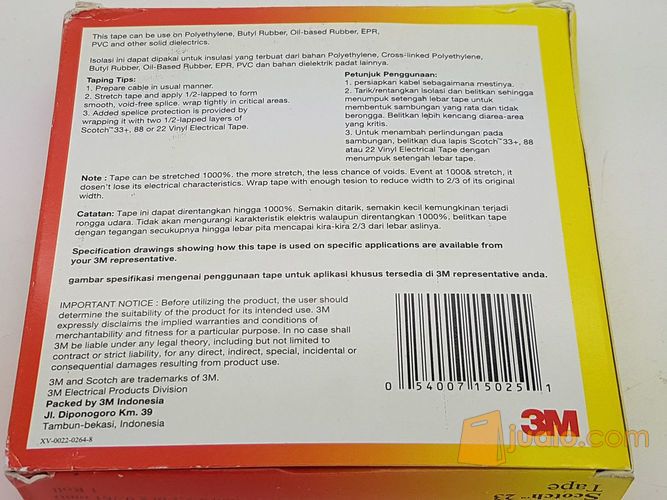 This tape can be use on Polyethylene, Butyl Rubber, Oil-based Rubber, EPR,
PVC and other solid dielectrics.
Isolasi ini dapat dipakai untuk insulasi yang terbuat dari bahan Polyethylene, Cross-linked Polyethylene,
Butyl Rubber, Oil-Based Rubber, EPR, PVC dan bahan dielektrik padat lainnya.
Taping Tips:
1. Prepare cable in usual manner.
2. Stretch tape and apply 1/2-lapped to form
smooth, void-free splice. wrap tightly in critical areas.
3. Added splice protection is provided by
wrapping it with two 1/2-lapped layers of
Scotch™33+, 88 or 22 Vinyl Electrical Tape.
Petunjuk Penggunaan:
1. persiapkan kabel sebagaimana mestinya.
2. Tarik/rentangkan isolasi dan belitkan sehingga
menumpuk setengah lebar tape untuk
membentuk sambungan yang rata dan tidak
berongga. Belitkan lebih kencang diarea-area
yang kritis.
3. Untuk menambah perlindungan pada
sambungan, belitkan dua lapis Scotch™33+, 88
atau 22 Vinyl Electrical Tape dengan
menumpuk setengah lebar tape.
Note : Tape can be stretched 1000%. the more stretch, the less chance of voids. Event at 1000& stretch, it
dosen't lose its electrical characteristics. Wrap tape with enough tesion to reduce width to 2/3 of its original
width.
Catatan: Tape ini dapat direntangkan hingga 1000%. Semakin ditarik, semakin kecil kemungkinan terjadi
rongga udara. Tidak akan mengurangi karakteristik elektris walaupun direntangkan 1000%, belitkan tape
dengan tegangan secukupnya hingga lebar pita mencapai kira-kira 2/3 dari lebar aslinya.
Specification drawings showing how this tape is used on specific applications are available from
your 3M representative.
gambar spesifikasi mengenai penggunaan tape untuk aplikasi khusus tersedia di 3M representative anda.
IMPORTANT NOTICE : Before utilizing the product, the user should
determine the suitability of the product for its intended use. 3M
expressly disclaims the implied warranties and conditions of
merchantability and fitness for a particular purpose. In no case shall
3M be liable under any legal theory, including but not limited to
contract or strict liability, for any direct, indirect, special, incidental or
consequential damages resulting from product use.
3M and Scotch are trademarks of 3M.
3M Electrical Products Division
Packed by 3M Indonesia
Jl. Diponogoro Km. 39
Tambun-bekasi, Indonesia
XV-0022-0264-8
0 54007 15025 1
3M
jualo.com
Scotch™ 23
Tape
1 Roll